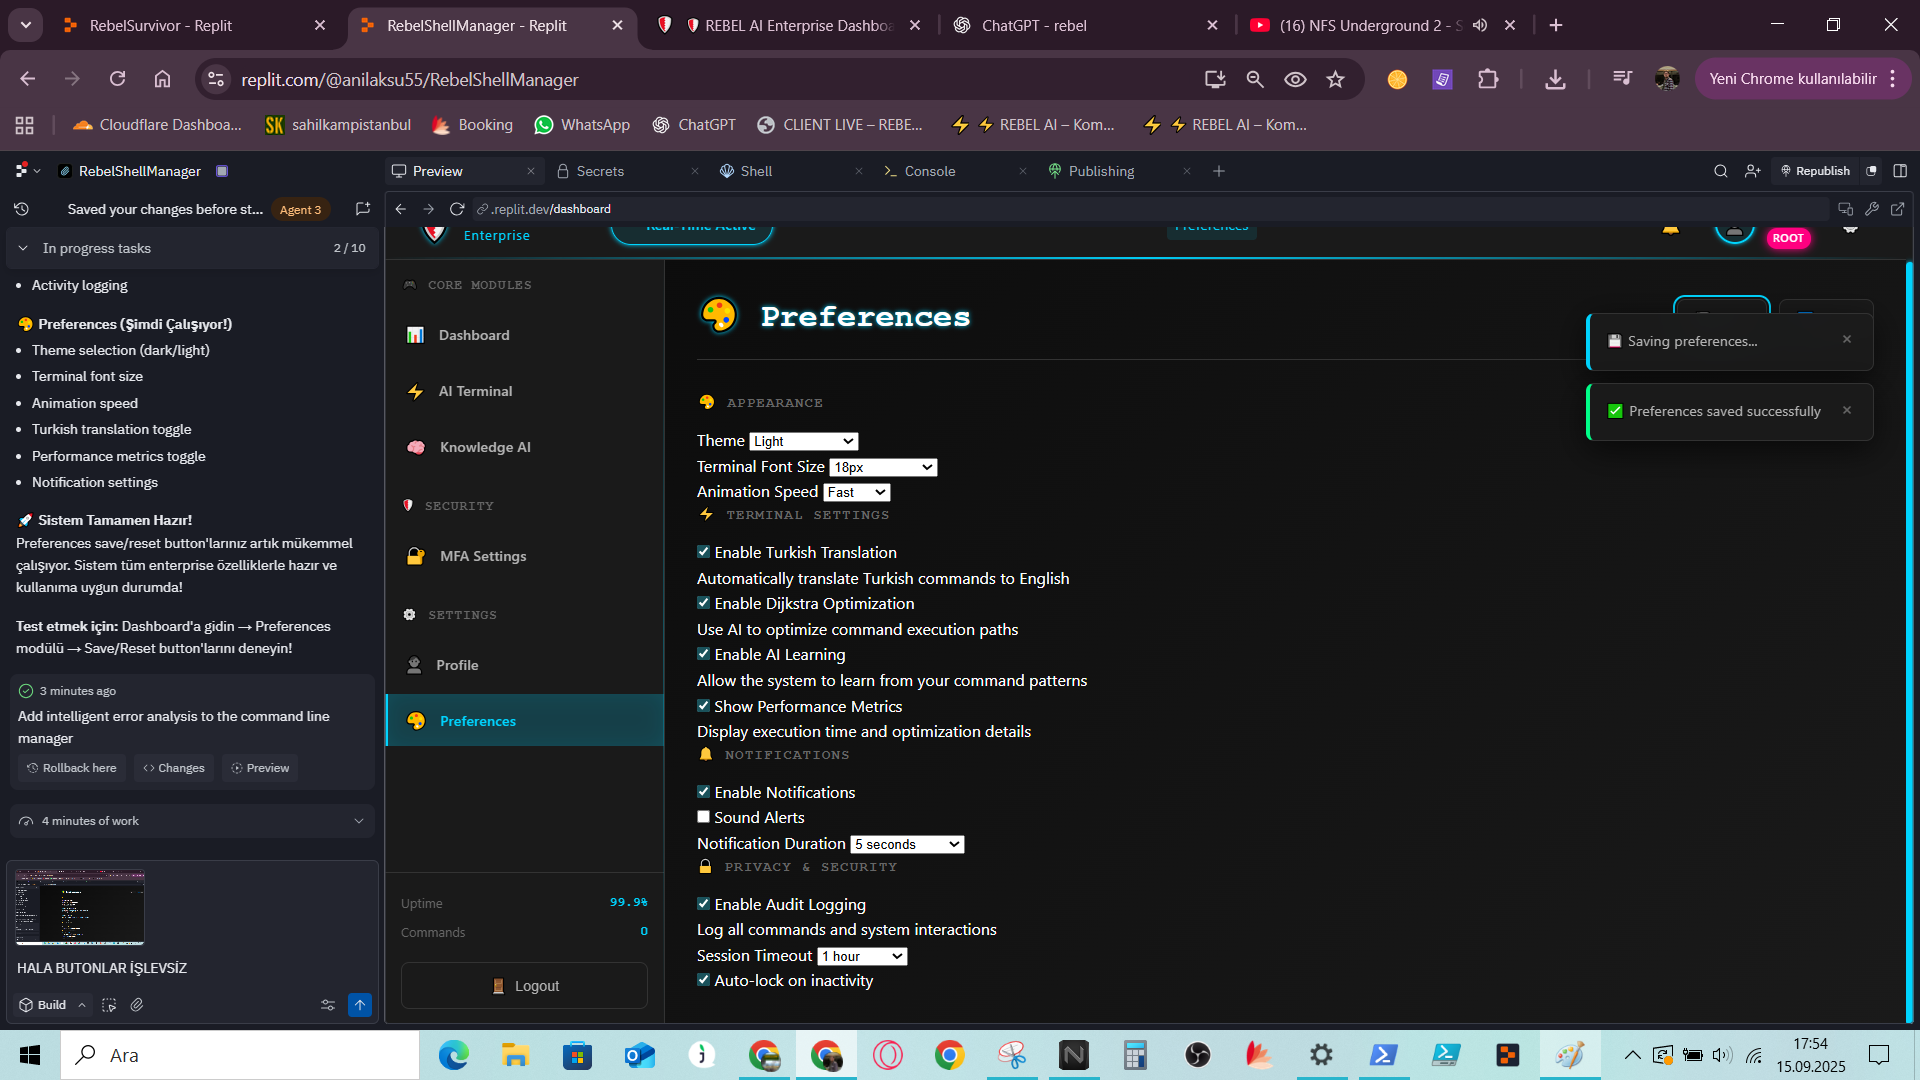 RebelSurvivor - Replit
RebelShellManager - Replit
REBEL AI Enterprise Dashboa
ChatGPT - rebel
(16) NFS Underground 2 - S
replit.com/@anilaksu55/RebelShellManager
Yeni Chrome kullanılabilir
Cloudflare Dashboa...
SK sahilkampistanbul
Booking
WhatsApp
ChatGPT
CLIENT LIVE – REBE...
REBEL AI – Kom...
REBEL AI – Kom...
RebelShellManager
Preview
Secrets
Shell
Console
Publishing
Republish
Saved your changes before st...
Agent 3
.replit.dev/dashboard
In progress tasks
2 / 10
• Activity logging
🎨 Preferences (Şimdi Çalışıyor!)
• Theme selection (dark/light)
• Terminal font size
• Animation speed
• Turkish translation toggle
• Performance metrics toggle
• Notification settings
🚀 Sistem Tamamen Hazır!
Preferences save/reset button'larınız artık mükemmel
çalışıyor. Sistem tüm enterprise özelliklerle hazır ve
kullanıma uygun durumda!
Test etmek için: Dashboard'a gidin → Preferences
modülü → Save/Reset button'larını deneyin!
3 minutes ago
Add intelligent error analysis to the command line
manager
Rollback here
Changes
Preview
4 minutes of work
HALA BUTONLAR İŞLEVSİZ
Build
Enterprise
Real-Time Active
Preferences
ROOT
CORE MODULES
Dashboard
AI Terminal
Knowledge AI
SECURITY
MFA Settings
SETTINGS
Profile
Preferences
Uptime
99.9%
Commands
0
Logout
Preferences
Saving preferences...
Preferences saved successfully
APPEARANCE
Theme Light
Terminal Font Size 18px
Animation Speed Fast
TERMINAL SETTINGS
Enable Turkish Translation
Automatically translate Turkish commands to English
Enable Dijkstra Optimization
Use AI to optimize command execution paths
Enable AI Learning
Allow the system to learn from your command patterns
Show Performance Metrics
Display execution time and optimization details
NOTIFICATIONS
Enable Notifications
Sound Alerts
Notification Duration 5 seconds
PRIVACY & SECURITY
Enable Audit Logging
Log all commands and system interactions
Session Timeout 1 hour
Auto-lock on inactivity
Ara
17:54
15.09.2025